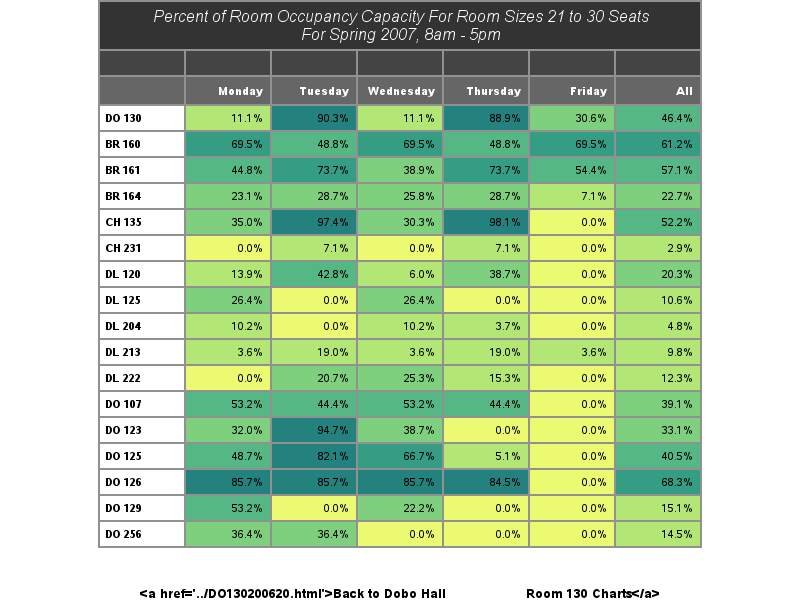 Percent of Room Occupancy Capacity For Room Sizes 21 to 30 Seats
For Spring 2007, 8am - 5pm
Monday Tuesday Wednesday Thursday Friday All
DO 130 11.1% 90.3% 11.1% 88.9% 30.6% 46.4%
BR 160 69.5% 48.8% 69.5% 48.8% 69.5% 61.2%
BR 161 44.8% 73.7% 38.9% 73.7% 54.4% 57.1%
BR 164 23.1% 28.7% 25.8% 28.7% 7.1% 22.7%
CH 135 35.0% 97.4% 30.3% 98.1% 0.0% 52.2%
CH 231 0.0% 7.1% 0.0% 7.1% 0.0% 2.9%
DL 120 13.9% 42.8% 6.0% 38.7% 0.0% 20.3%
DL 125 26.4% 0.0% 26.4% 0.0% 0.0% 10.6%
DL 204 10.2% 0.0% 10.2% 3.7% 0.0% 4.8%
DL 213 3.6% 19.0% 3.6% 19.0% 3.6% 9.8%
DL 222 0.0% 20.7% 25.3% 15.3% 0.0% 12.3%
DO 107 53.2% 44.4% 53.2% 44.4% 0.0% 39.1%
DO 123 32.0% 94.7% 38.7% 0.0% 0.0% 33.1%
DO 125 48.7% 82.1% 66.7% 5.1% 0.0% 40.5%
DO 126 85.7% 85.7% 85.7% 84.5% 0.0% 68.3%
DO 129 53.2% 0.0% 22.2% 0.0% 0.0% 15.1%
DO 256 36.4% 36.4% 0.0% 0.0% 0.0% 14.5%
<a href='../DO130200620.html'>Back to Dobo Hall Room 130 Charts</a>